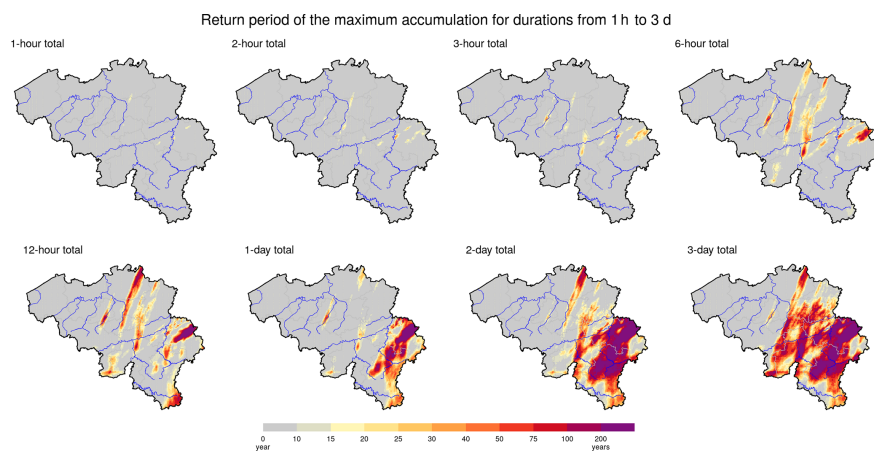 Return period of the maximum accumulation for durations from 1 h to 3 d
1-hour total
2-hour total
3-hour total
6-hour total
12-hour total
1-day total
2-day total
3-day total
0 10 15 20 25 30 40 50 75 100 200
year years